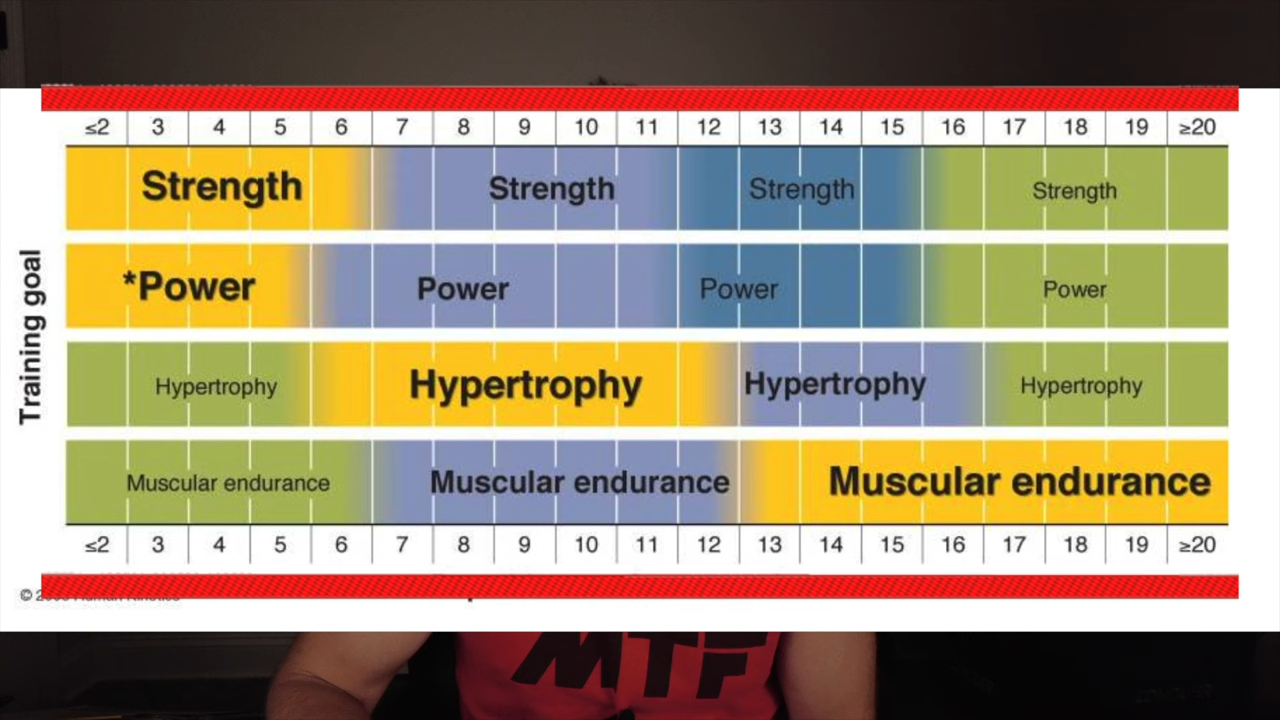 ≤2 3 4 5 6 7 8 9 10 11 12 13 14 15 16 17 18 19 ≥20
Training goal
Strength Strength Strength Strength
*Power Power Power Power
Hypertrophy Hypertrophy Hypertrophy Hypertrophy
Muscular endurance Muscular endurance Muscular endurance
≤2 3 4 5 6 7 8 9 10 11 12 13 14 15 16 17 18 19 ≥20
©
MTF